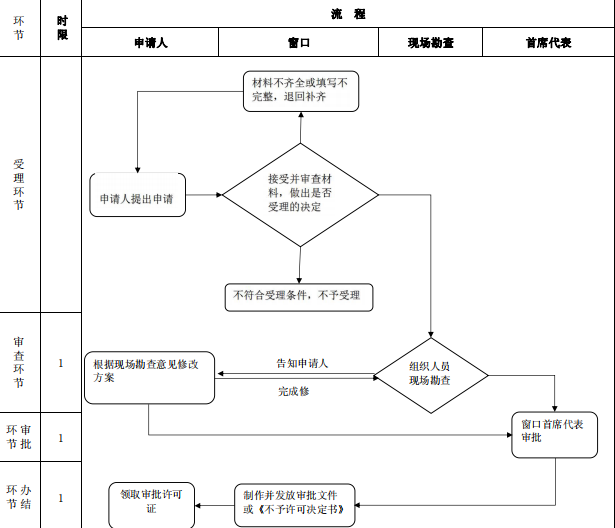 环节
时限
流 程
申请人
窗口
现场勘查
首席代表
受理环节
材料不齐全或填写不
完整，退回补齐
申请人提出申请
接受并审查材
料，做出是否
受理的决定
不符合受理条件，不予受理
审查环节
1
根据现场勘查意见修改
方案
告知申请人
完成修
组织人员
现场勘查
环审
节批
1
窗口首席代表
审批
环办
节结
1
领取审批许可
证
制作并发放审批文件
或《不予许可决定书》